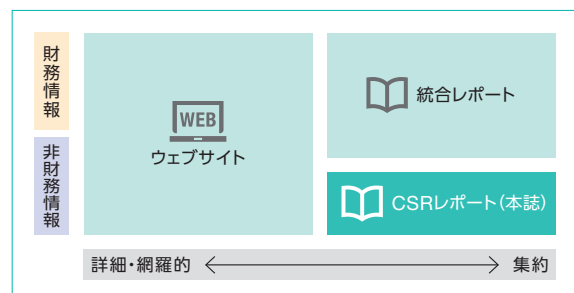 財務情報
非財務情報
WEB
ウェブサイト
統合レポート
CSRレポート(本誌)
詳細・網羅的
集約